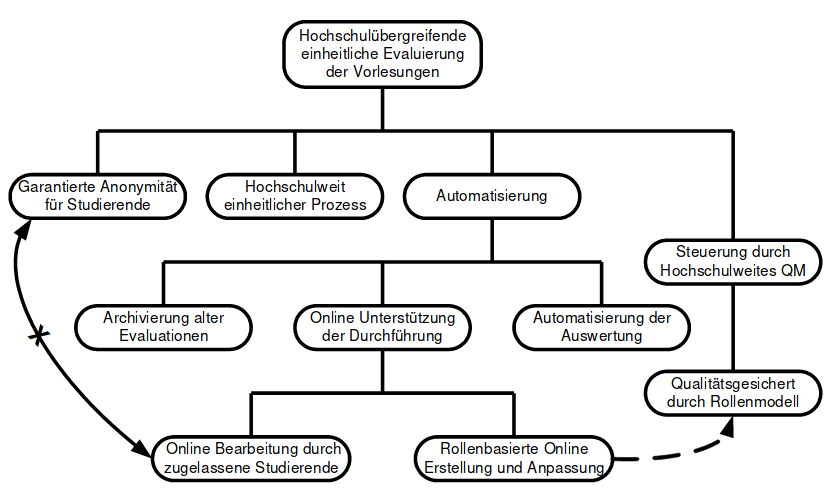 Hochschulübergreifende
einheitliche Evaluierung
der Vorlesungen
Garantierte Anonymität
für Studierende
Hochschulweit
einheitlicher Prozess
Automatisierung
Steuerung durch
Hochschulweites QM
Archivierung alter
Evaluationen
Online Unterstützung
der Durchführung
Automatisierung der
Auswertung
Qualitätsgesichert
durch Rollenmodell
Online Bearbeitung durch
zugelassene Studierende
Rollenbasierte Online
Erstellung und Anpassung